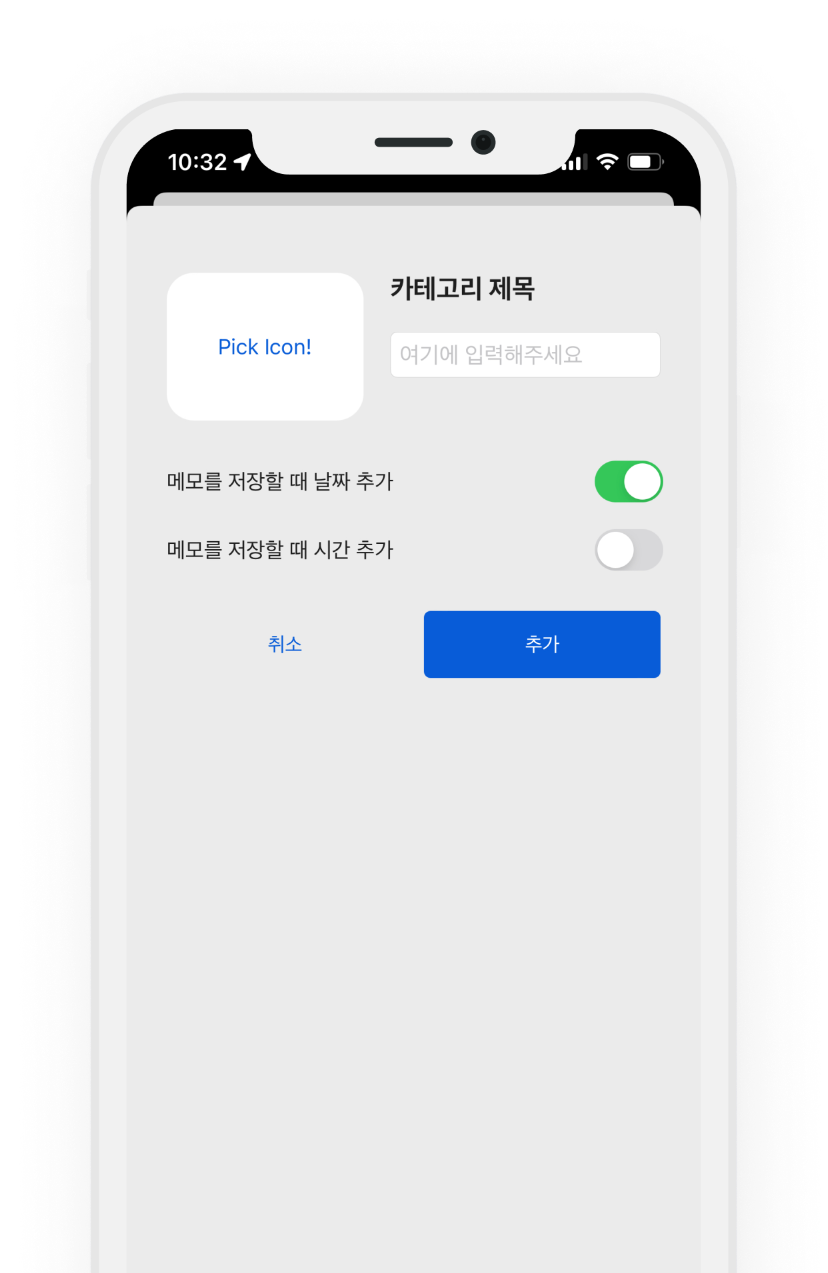 10:32
카테고리 제목
Pick Icon!
여기에 입력해주세요
메모를 저장할 때 날짜 추가
메모를 저장할 때 시간 추가
취소
추가